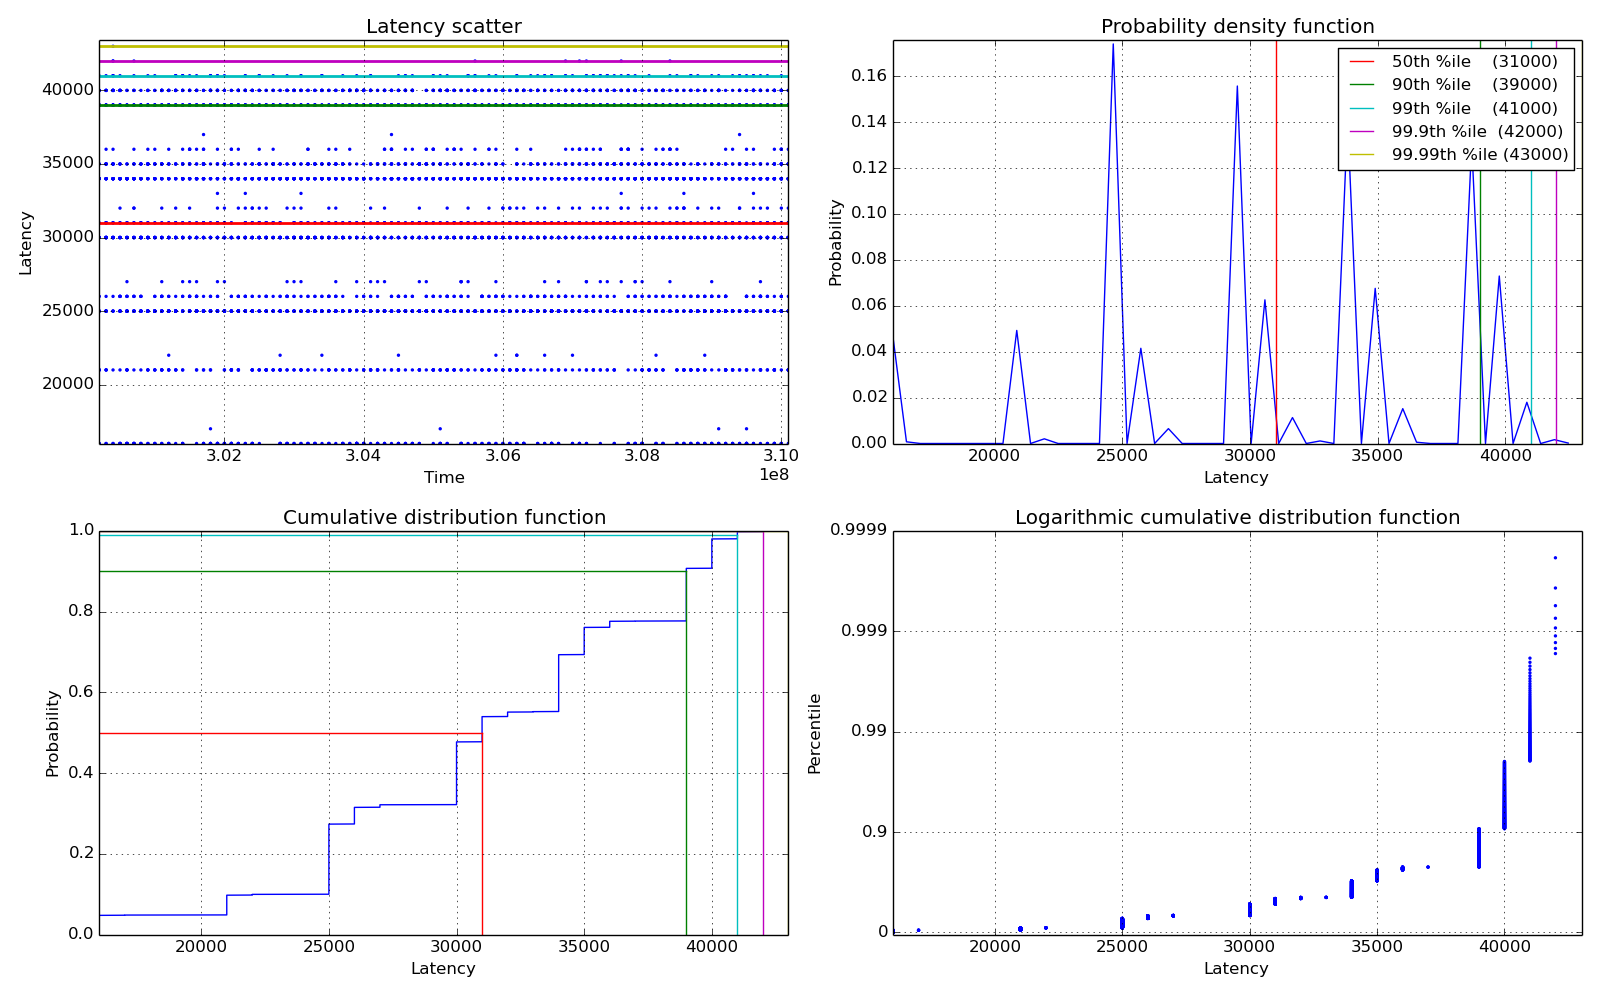 Latency scatter
40000
35000
30000
25000
20000
Latency
3.02
3.04
3.06
3.08
3.10
1e8
Time
Probability density function
50th %ile (31000)
90th %ile (39000)
99th %ile (41000)
99.9th %ile (42000)
99.99th %ile (43000)
0.16
0.14
0.12
0.10
0.08
0.06
0.04
0.02
0.00
Probability
20000
25000
30000
35000
40000
Latency
Cumulative distribution function
1.0
0.8
0.6
0.4
0.2
0.0
Probability
20000
25000
30000
35000
40000
Latency
Logarithmic cumulative distribution function
0.9999
0.999
0.99
0.9
0
Percentile
20000
25000
30000
35000
40000
Latency